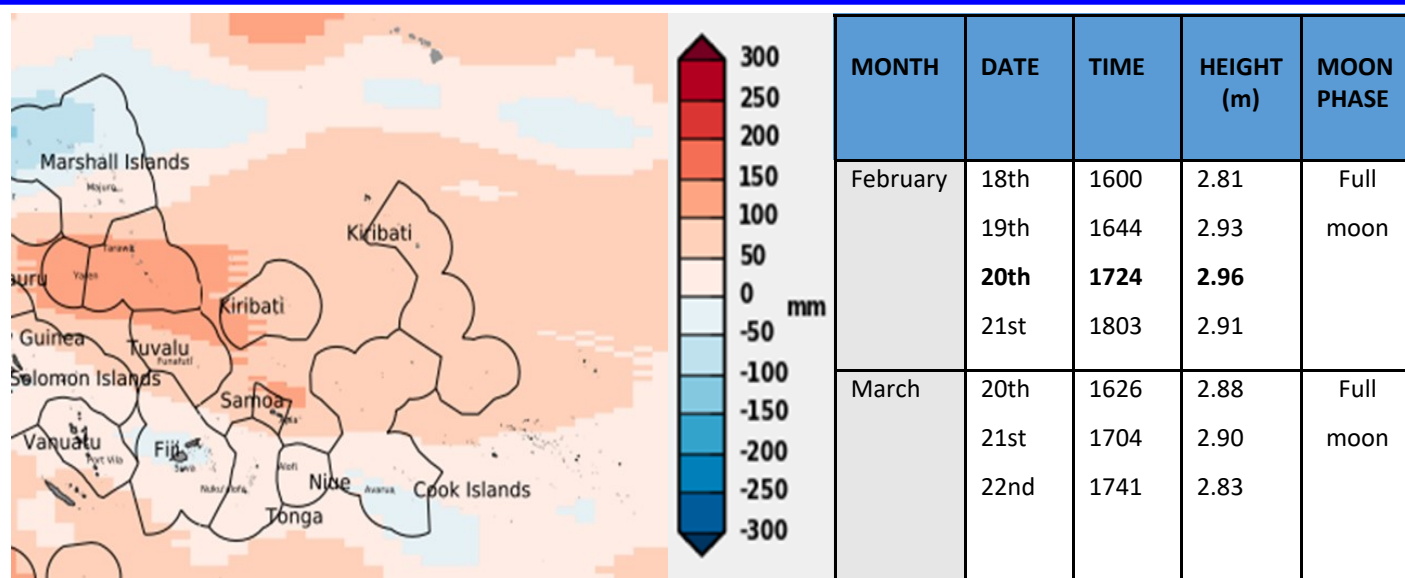 Marshall Islands
Majuro
Kiribati
Tarawa
Yaren
auru
Kiribati
Guinea
Tuvalu
Funafuti
Solomon Islands
Samoa
Apia
Vanuatu
Port Vila
Fiji
Suva
Nuku'alofa
Alofi
Niue
Avarua
Cook Islands
Tonga
300
250
200
150
100
50
0
mm
-50
-100
-150
-200
-250
-300
MONTH DATE TIME HEIGHT (m) MOON PHASE
February 18th 1600 2.81 Full
19th 1644 2.93 moon
20th 1724 2.96
21st 1803 2.91
March 20th 1626 2.88 Full
21st 1704 2.90 moon
22nd 1741 2.83